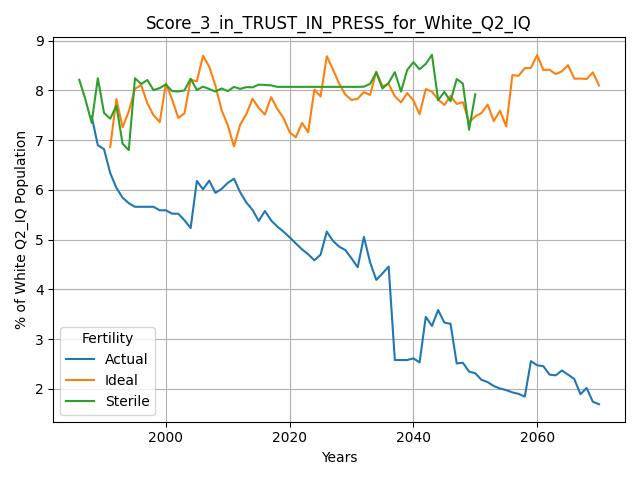 Score_3_in_TRUST_IN_PRESS_for_White_Q2_IQ
% of White Q2_IQ Population
9
8
7
6
5
4
3
2
Fertility
Actual
Ideal
Sterile
2000
2020
2040
2060
Years